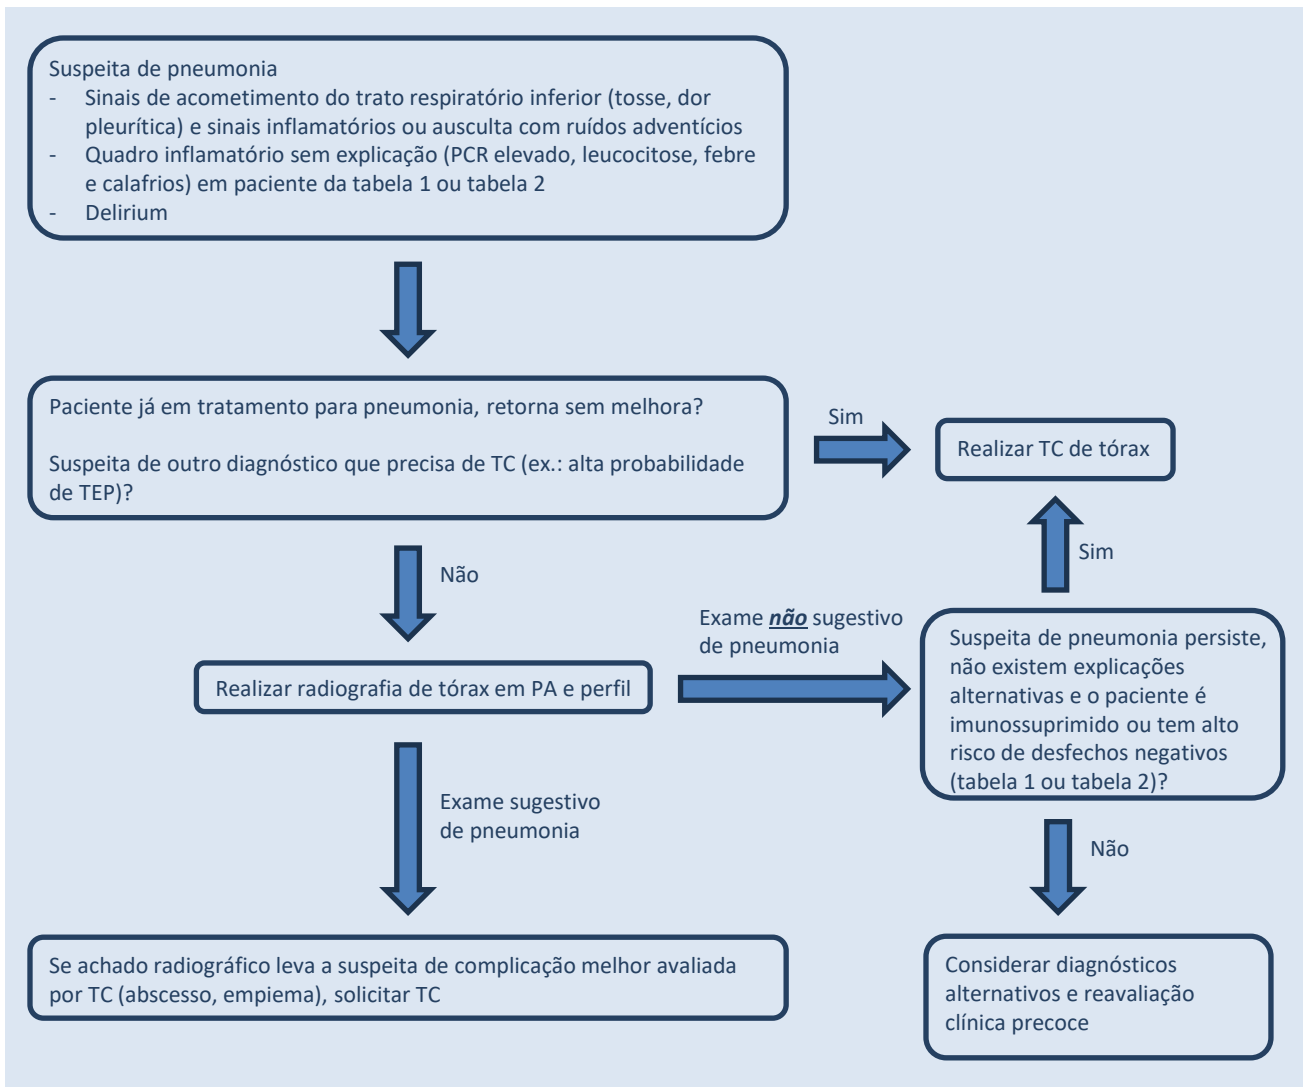 Suspeita de pneumonia
- Sinais de acometimento do trato respiratório inferior (tosse, dor
pleurítica) e sinais inflamatórios ou ausculta com ruídos adventícios
- Quadro inflamatório sem explicação (PCR elevado, leucocitose, febre
e calafrios) em paciente da tabela 1 ou tabela 2
- Delirium
Paciente já em tratamento para pneumonia, retorna sem melhora?
Suspeita de outro diagnóstico que precisa de TC (ex.: alta probabilidade
de TEP)?
Sim
Realizar TC de tórax
Sim
Não
Realizar radiografia de tórax em PA e perfil
Exame não sugestivo
de pneumonia
Suspeita de pneumonia persiste,
não existem explicações
alternativas e o paciente é
imunossuprimido ou tem alto
risco de desfechos negativos
(tabela 1 ou tabela 2)?
Exame sugestivo
de pneumonia
Não
Se achado radiográfico leva a suspeita de complicação melhor avaliada
por TC (abscesso, empiema), solicitar TC
Considerar diagnósticos
alternativos e reavaliação
clínica precoce